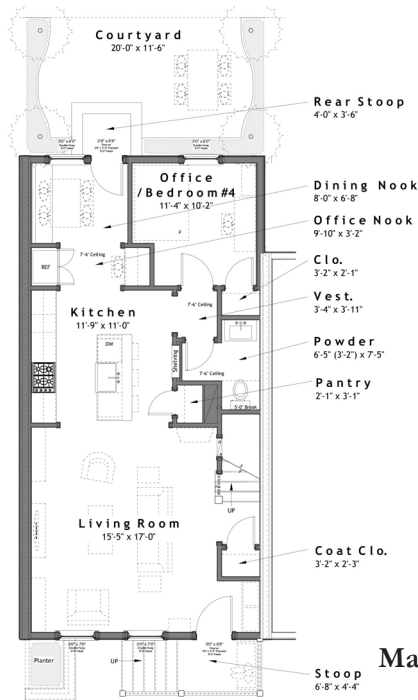 Courtyard
20'-0" x 11'-6"
Rear Stoop
4'-0" x 3'-6"
Office
/Bedroom #4
11'-4" x 10'-2"
Dining Nook
8'-0" x 6'-8"
Office Nook
9'-10" x 3'-2"
REF
7'-6" Ceiling
F
Clo.
3'-2" x 2'-1"
7'-6" Ceiling
Vest.
3'-4" x 3'-11"
Kitchen
11'-9" x 11'-0"
DW
Shelving
Powder
6'-5" (3'-2") x 7'-5"
7'-6" Ceiling
Pantry
2'-1" x 3'-1"
5'-0" Break
UP
Living Room
15'-5" x 17'-0"
Coat Clo.
3'-2" x 2'-3"
Planter
UP
Ma
Stoop
6'-8" x 4'-4"